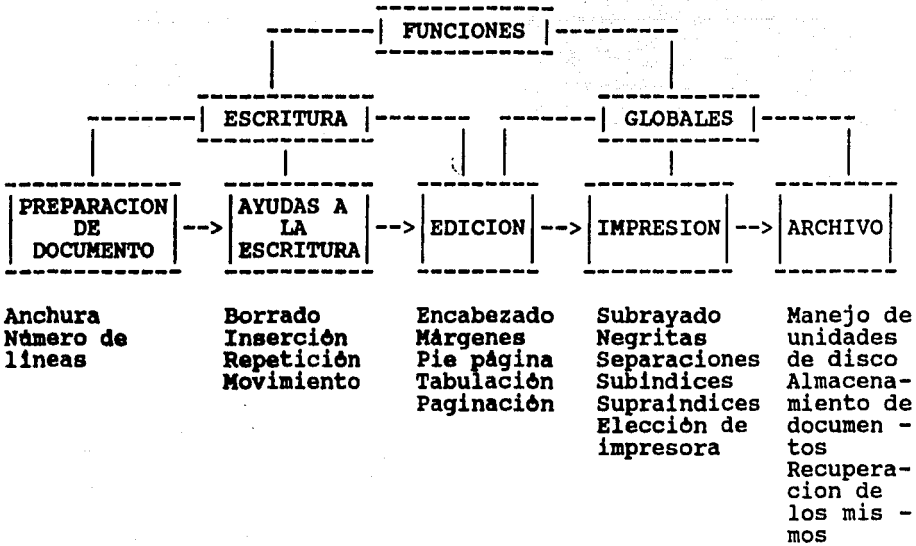 FUNCIONES
ESCRITURA
GLOBALES
PREPARACION
DE
DOCUMENTO
AYUDAS A
LA
ESCRITURA
EDICION
IMPRESION
ARCHIVO
Anchura
Número de
líneas
Borrado
Inserción
Repetición
Movimiento
Encabezado
Márgenes
Pie página
Tabulación
Paginación
Subrayado
Negritas
Separaciones
Subindices
Supraindices
Elección de
impresora
Manejo de
unidades
de disco
Almacena-
miento de
documen -
tos
Recupera-
cion de
los mis -
mos